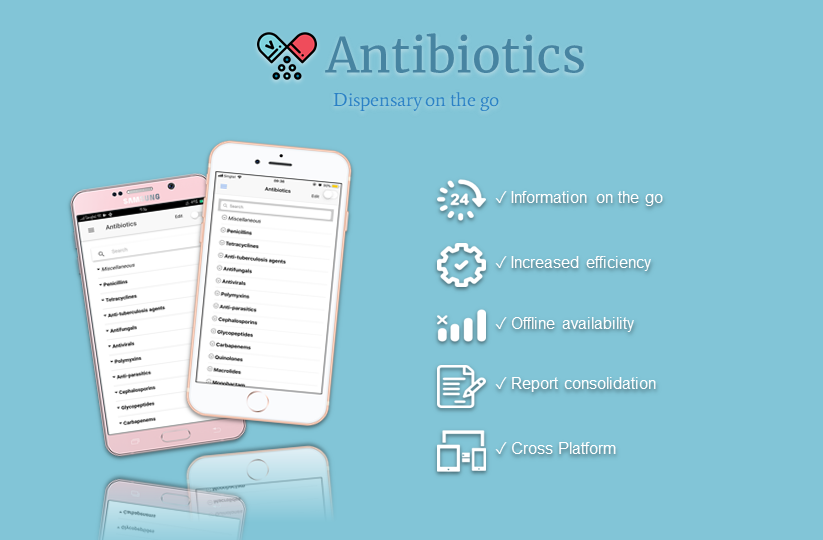 Antibiotics
Dispensary on the go
SAMSUNG
Antibiotics
Edit
Search
Miscellaneous
Penicillins
Tetracyclines
Anti-tuberculosis agents
Antifungals
Antivirals
Polymyxins
Anti-parasitics
Cephalosporins
Glycopeptides
Carbapenems
Antibiotics
Edit
Search
Miscellaneous
Penicillins
Tetracyclines
Anti-tuberculosis agents
Antifungals
Antivirals
Polymyxins
Anti-parasitics
Cephalosporins
Glycopeptides
Carbapenems
Quinolones
Macrolides
Monobactam
24
✓ Information on the go
✓ Increased efficiency
✓ Offline availability
✓ Report consolidation
✓ Cross Platform